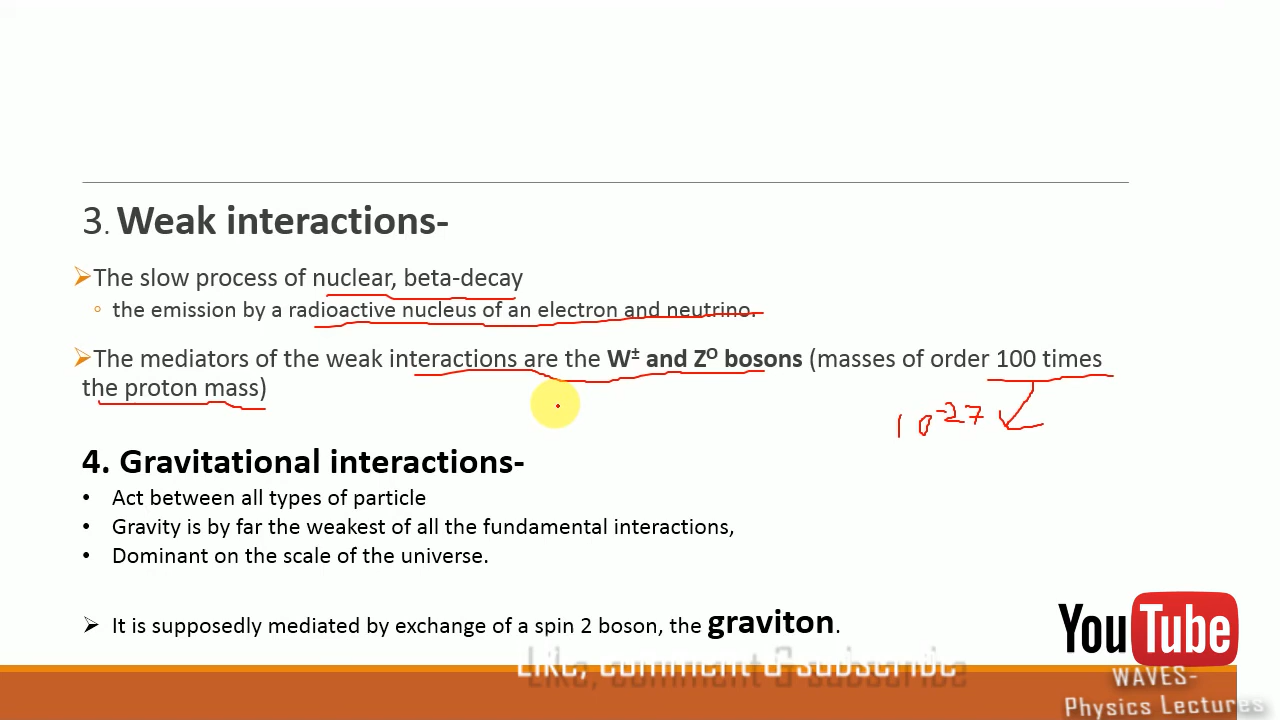 3. Weak interactions-
➢The slow process of nuclear, beta-decay
◦ the emission by a radioactive nucleus of an electron and neutrino.
➢The mediators of the weak interactions are the W± and Z⁰ bosons (masses of order 100 times
the proton mass)
10⁻²⁷
4. Gravitational interactions-
• Act between all types of particle
• Gravity is by far the weakest of all the fundamental interactions,
• Dominant on the scale of the universe.
➢ It is supposedly mediated by exchange of a spin 2 boson, the graviton.
YouTube
Like, comment & subscribe
WAVES-
Physics Lectures